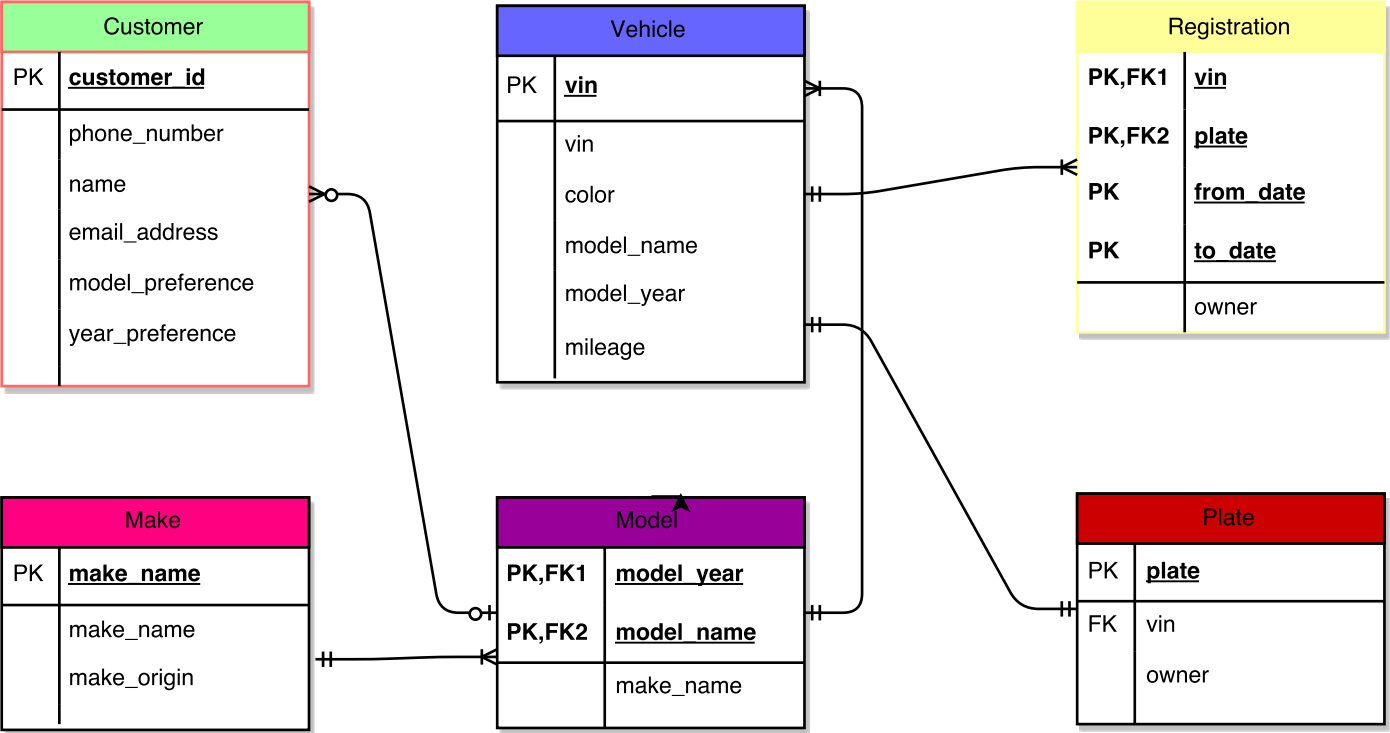 Customer
PK customer_id
phone_number
name
email_address
model_preference
year_preference
Vehicle
PK vin
vin
color
model_name
model_year
mileage
Registration
PK,FK1 vin
PK,FK2 plate
PK from_date
PK to_date
owner
Make
PK make_name
make_name
make_origin
Model
PK,FK1 model_year
PK,FK2 model_name
make_name
Plate
PK plate
FK vin
owner